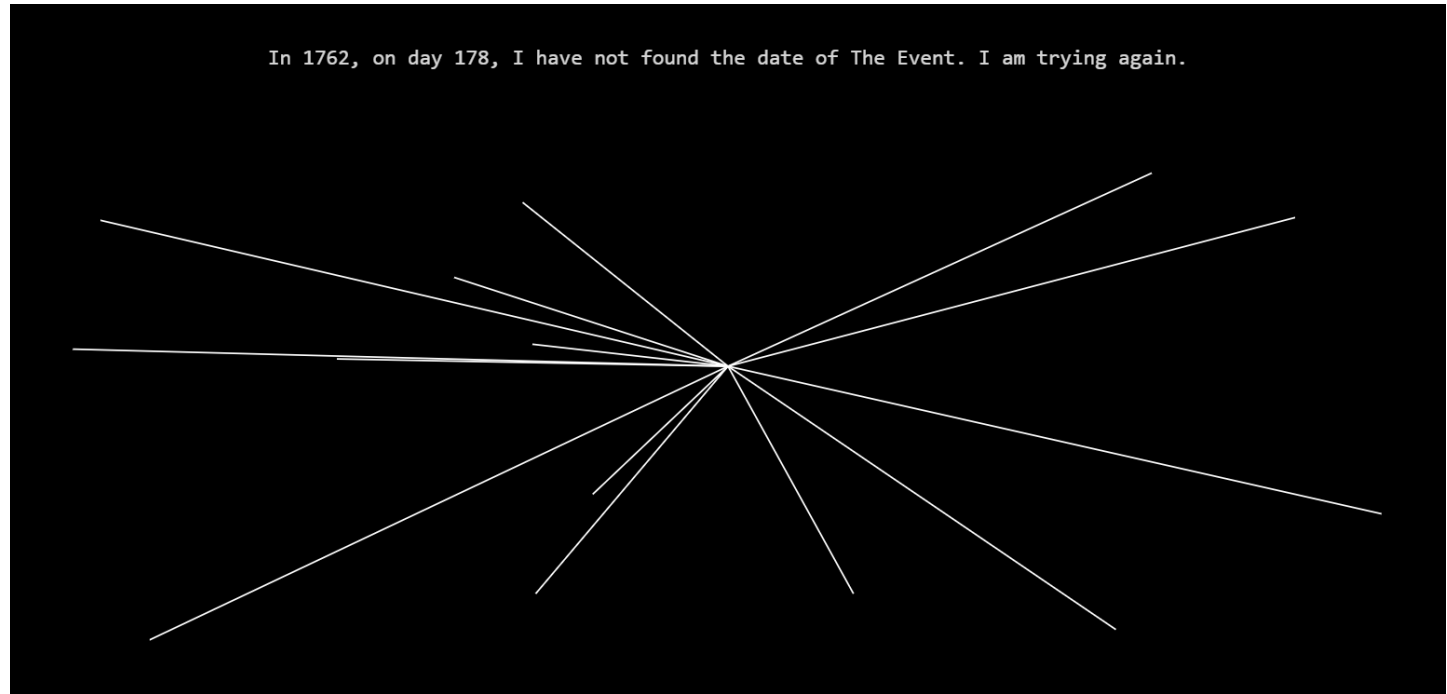 In 1762, on day 178, I have not found the date of The Event. I am trying again.